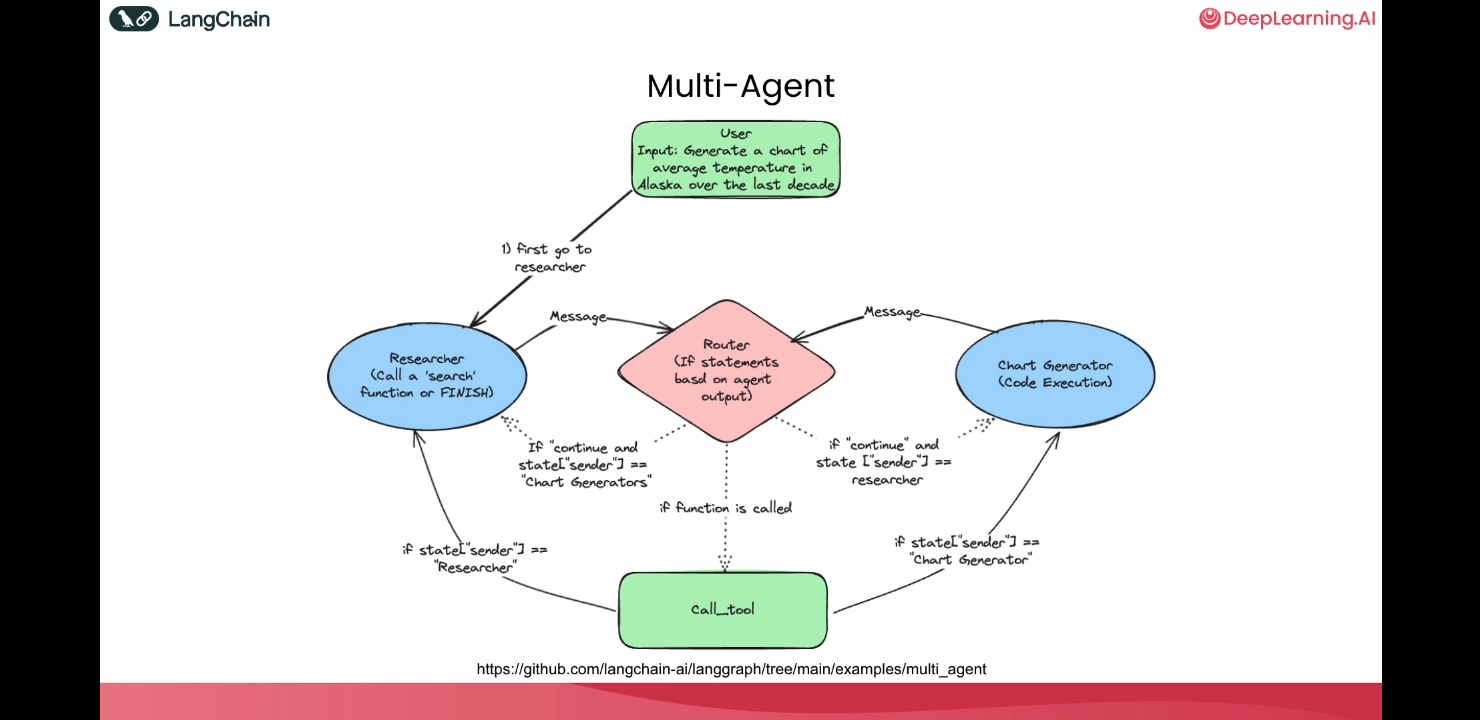 LangChain
DeepLearning.AI
Multi-Agent
User
Input: Generate a chart of
average temperature in
Alaska over the last decade
1) first go to
researcher
Message
Message
Researcher
(Call a 'search'
function or FINISH)
Router
(If statements
basd on agent
output)
Chart Generator
(Code Execution)
If "continue and
state["sender"] ==
"Chart Generators"
if "continue" and
state ["sender"] ==
researcher
if function is called
if state["sender"] ==
"Researcher"
if state["sender"] ==
"Chart Generator"
Call_tool
https://github.com/langchain-ai/langgraph/tree/main/examples/multi_agent